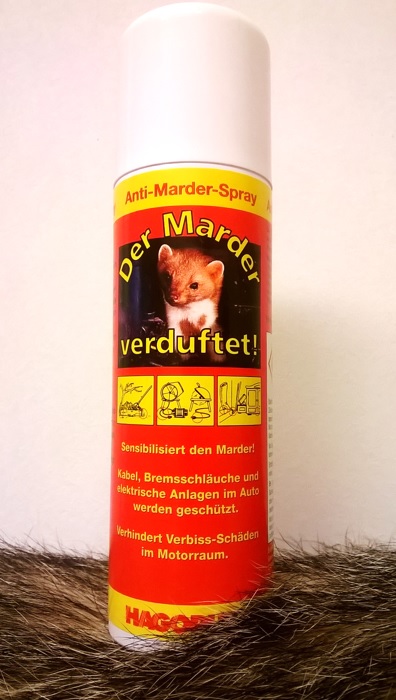 Anti-Marder-Spray
Der Marder
verduftet!
Sensibilisiert den Marder!
Kabel, Bremsschläuche und
elektrische Anlagen im Auto
werden geschützt.
Verhindert Verbiss-Schäden
im Motorraum.